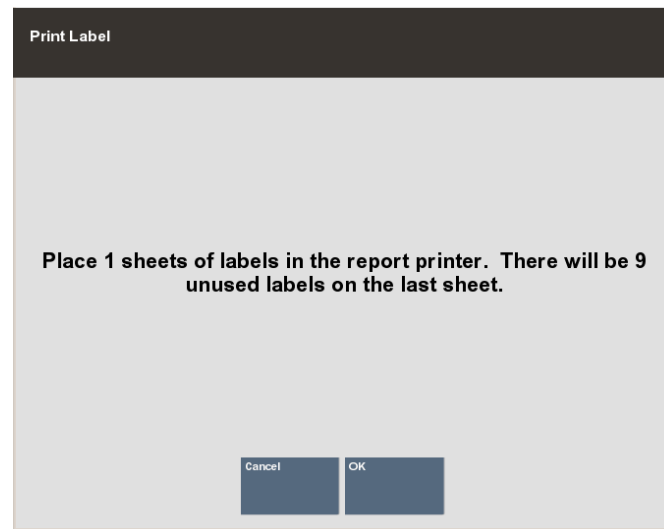 Print Label
Place 1 sheets of labels in the report printer.  There will be 9
unused labels on the last sheet.
Cancel
OK